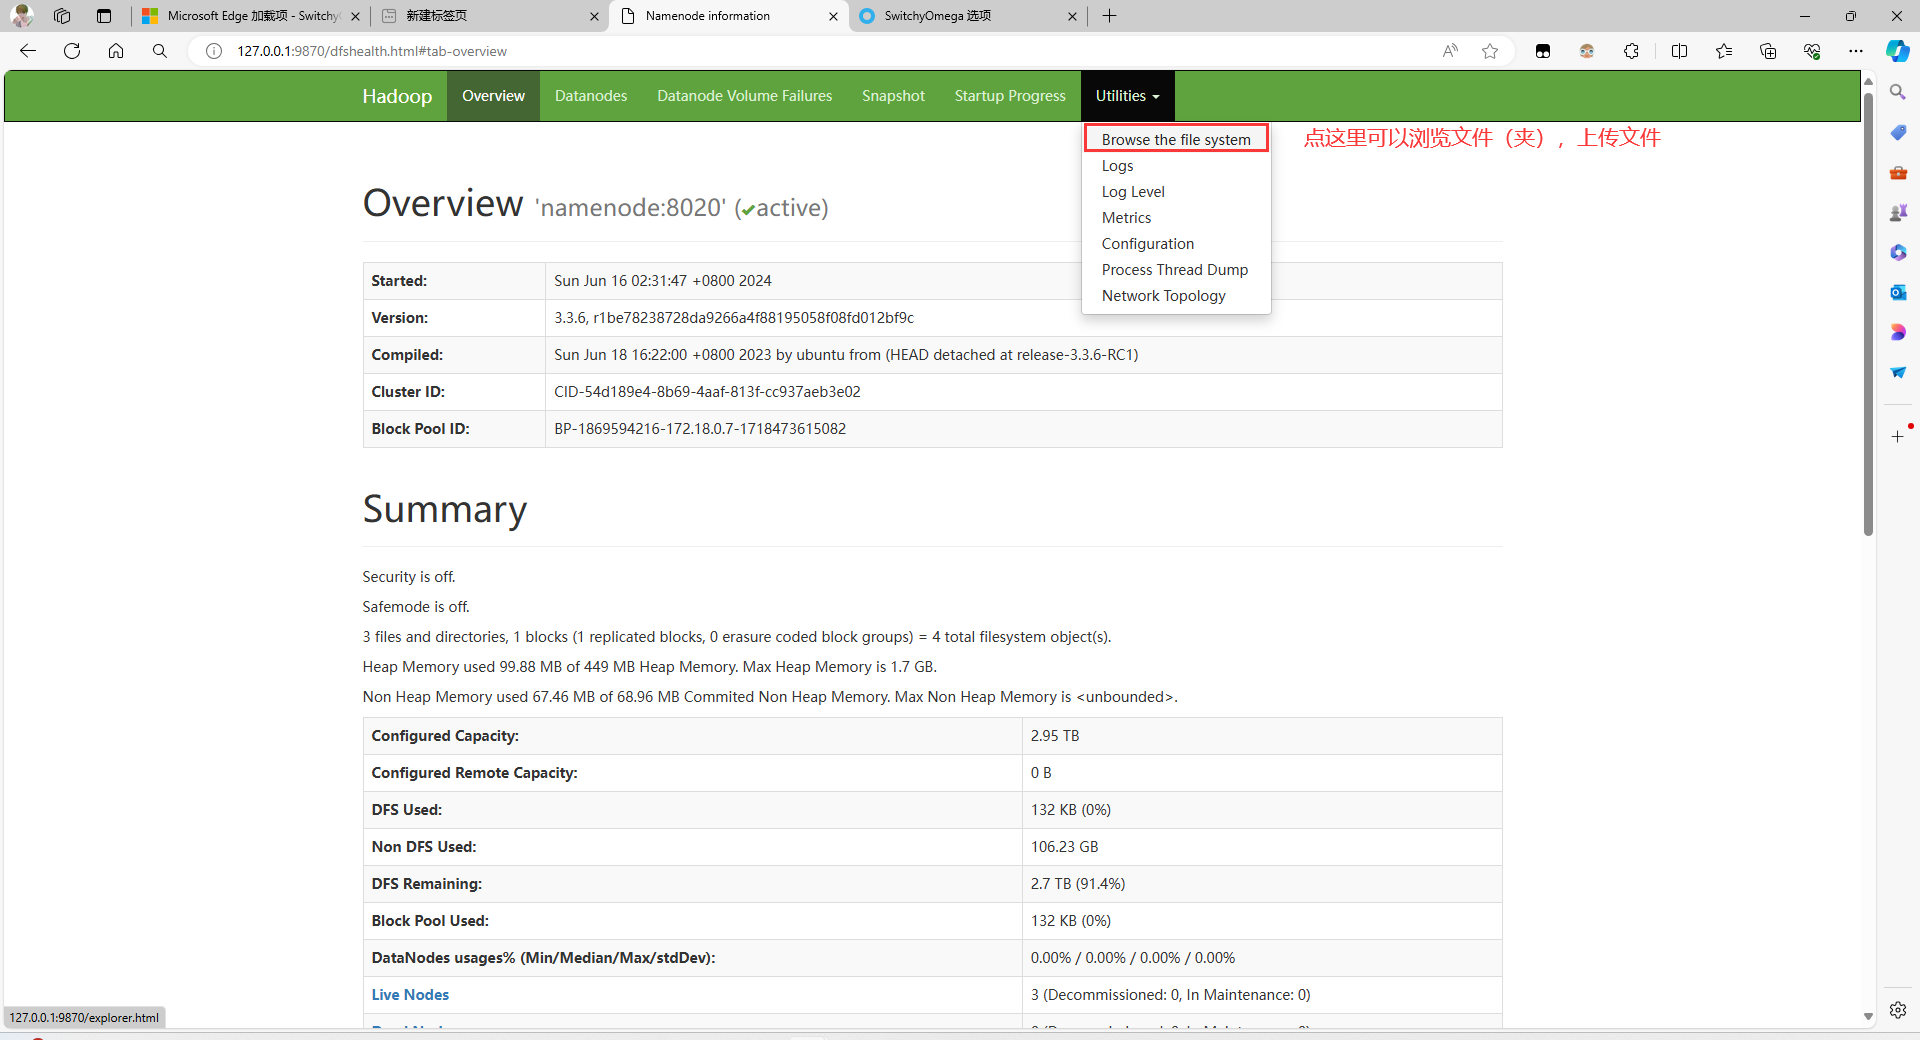 Microsoft Edge 加载项 - SwitchyO
新建标签页
Namenode information
SwitchyOmega 选项
127.0.0.1:9870/dfshealth.html#tab-overview
Hadoop Overview Datanodes Datanode Volume Failures Snapshot Startup Progress Utilities
Browse the file system
点这里可以浏览文件（夹），上传文件
Logs
Log Level
Metrics
Configuration
Process Thread Dump
Network Topology
Overview 'namenode:8020' (✔active)
Started: Sun Jun 16 02:31:47 +0800 2024
Version: 3.3.6, r1be78238728da9266a4f88195058f08fd012bf9c
Compiled: Sun Jun 18 16:22:00 +0800 2023 by ubuntu from (HEAD detached at release-3.3.6-RC1)
Cluster ID: CID-54d189e4-8b69-4aaf-813f-cc937aeb3e02
Block Pool ID: BP-1869594216-172.18.0.7-1718473615082
Summary
Security is off.
Safemode is off.
3 files and directories, 1 blocks (1 replicated blocks, 0 erasure coded block groups) = 4 total filesystem object(s).
Heap Memory used 99.88 MB of 449 MB Heap Memory. Max Heap Memory is 1.7 GB.
Non Heap Memory used 67.46 MB of 68.96 MB Commited Non Heap Memory. Max Non Heap Memory is <unbounded>.
Configured Capacity: 2.95 TB
Configured Remote Capacity: 0 B
DFS Used: 132 KB (0%)
Non DFS Used: 106.23 GB
DFS Remaining: 2.7 TB (91.4%)
Block Pool Used: 132 KB (0%)
DataNodes usages% (Min/Median/Max/stdDev): 0.00% / 0.00% / 0.00% / 0.00%
Live Nodes 3 (Decommissioned: 0, In Maintenance: 0)
127.0.0.1:9870/explorer.html